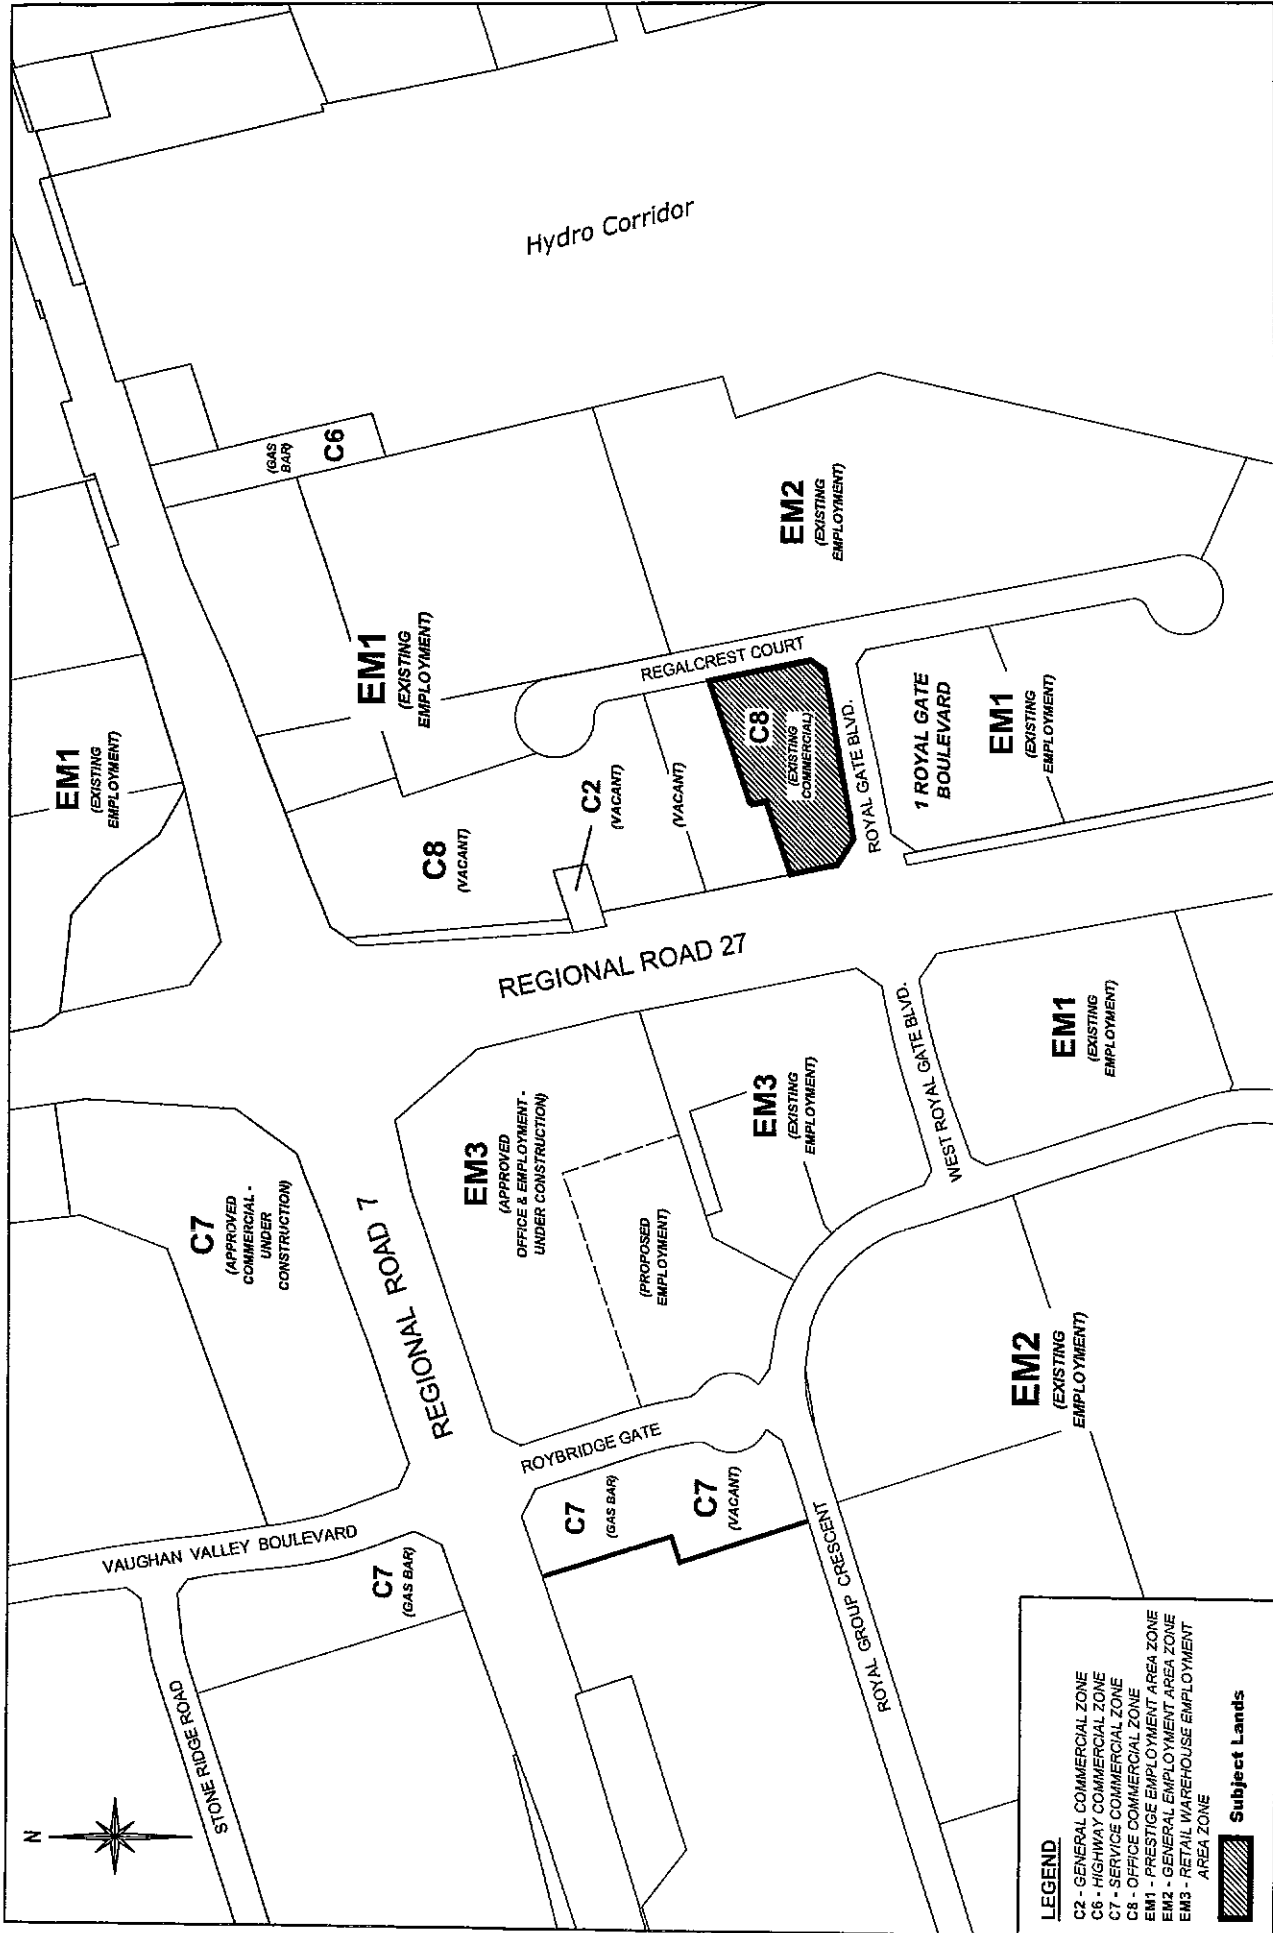 N
STONE RIDGE ROAD
VAUGHAN VALLEY BOULEVARD
C7
(GAS BAR)
C7
(APPROVED
COMMERCIAL -
UNDER
CONSTRUCTION)
REGIONAL ROAD 7
EM1
(EXISTING
EMPLOYMENT)
ROYBRIDGE GATE
C7
(GAS BAR)
C7
(VACANT)
EM3
(APPROVED
OFFICE & EMPLOYMENT -
UNDER CONSTRUCTION)
(PROPOSED
EMPLOYMENT)
EM3
(EXISTING
EMPLOYMENT)
REGIONAL ROAD 27
C8
(VACANT)
C2
(VACANT)
(VACANT)
EM1
(EXISTING
EMPLOYMENT)
(GAS
BAR)
C6
Hydro Corridor
REGALCREST COURT
C8
(EXISTING
COMMERCIAL)
EM2
(EXISTING
EMPLOYMENT)
ROYAL GATE BLVD.
1 ROYAL GATE
BOULEVARD
EM1
(EXISTING
EMPLOYMENT)
WEST ROYAL GATE BLVD.
EM1
(EXISTING
EMPLOYMENT)
ROYAL GROUP CRESCENT
EM2
(EXISTING
EMPLOYMENT)
LEGEND
C2 - GENERAL COMMERCIAL ZONE
C6 - HIGHWAY COMMERCIAL ZONE
C7 - SERVICE COMMERCIAL ZONE
C8 - OFFICE COMMERCIAL ZONE
EM1 - PRESTIGE EMPLOYMENT AREA ZONE
EM2 - GENERAL EMPLOYMENT AREA ZONE
EM3 - RETAIL WAREHOUSE EMPLOYMENT
AREA ZONE
Subject Lands